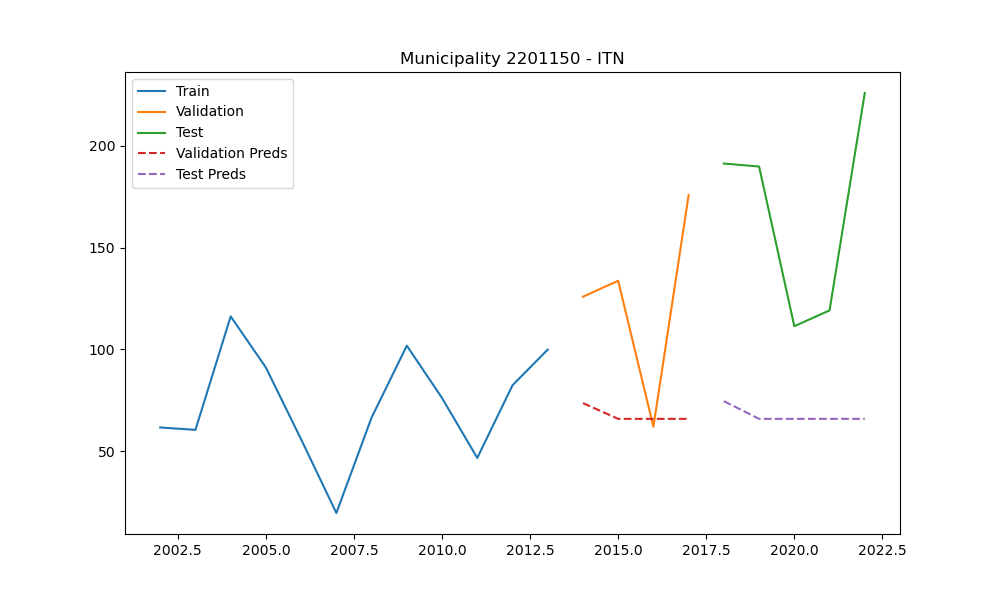 Municipality 2201150 - ITN
Train
Validation
Test
Validation Preds
Test Preds
200
150
100
50
2002.5 2005.0 2007.5 2010.0 2012.5 2015.0 2017.5 2020.0 2022.5